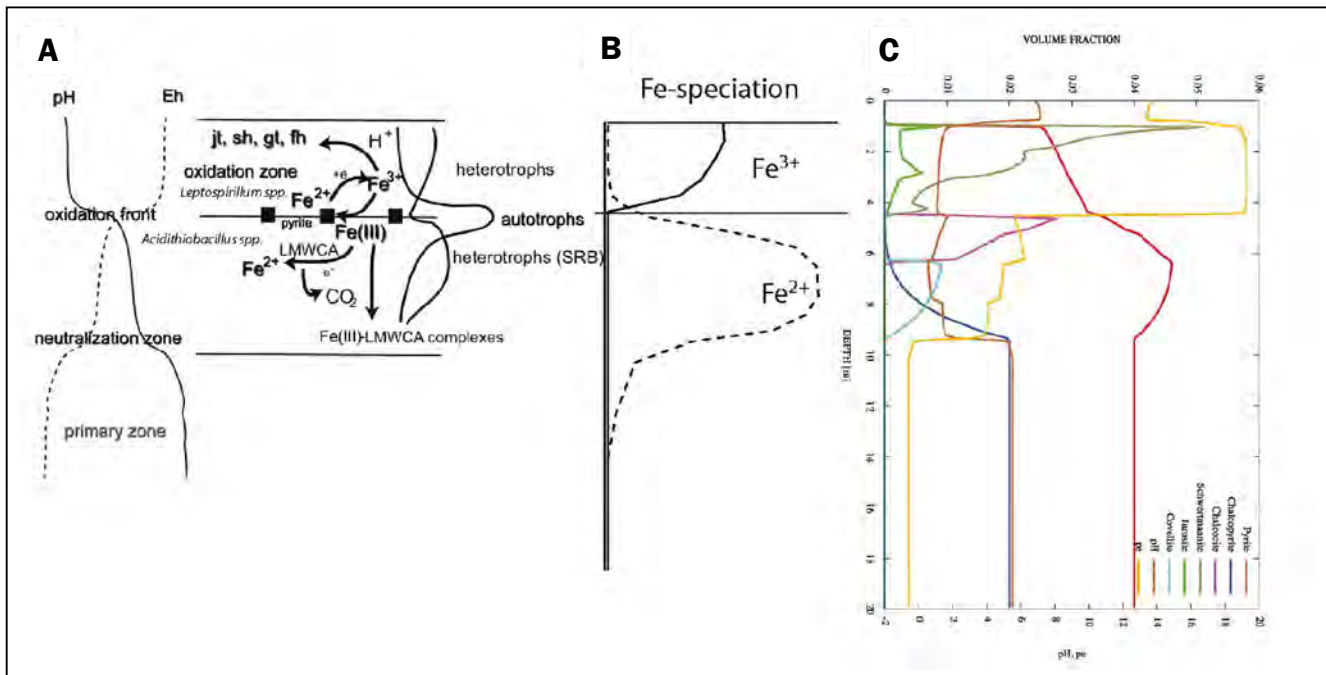 A
pH
Eh
jt, sh, gt, fh
H+
oxidation zone
Leptospirillum spp.
+e
Fe3+
Fe2+
heterotrophs
oxidation front
pyrite
autotrophs
Acidithiobacillus spp.
Fe(III)
LMWCA
heterotrophs (SRB)
Fe2+
e-
CO2
neutralization zone
Fe(III)-LMWCA complexes
primary zone
B
Fe-speciation
Fe3+
Fe2+
C
VOLUME FRACTION
0 0.01 0.02 0.03 0.04 0.05 0.06
0
2
4
6
8
10
12
14
16
18
20
DEPTH [m]
Pyrite
Chalcopyrite
Chalcocite
Schwertmannite
Jarosite
Covellite
pH
pe
-2 0 2 4 6 8 10 12 14 16 18 20
pH, pe